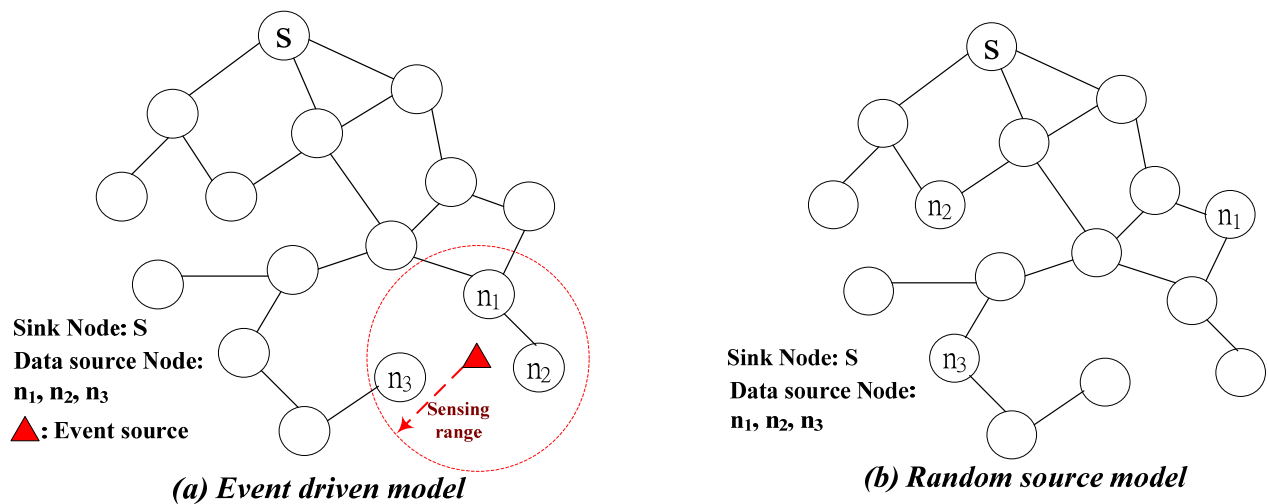 S
n₁
n₂
n₃
Sensing
range
Sink Node: S
Data source Node:
n₁, n₂, n₃
: Event source
(a) Event driven model
S
n₂
n₁
n₃
Sink Node: S
Data source Node:
n₁, n₂, n₃
(b) Random source model